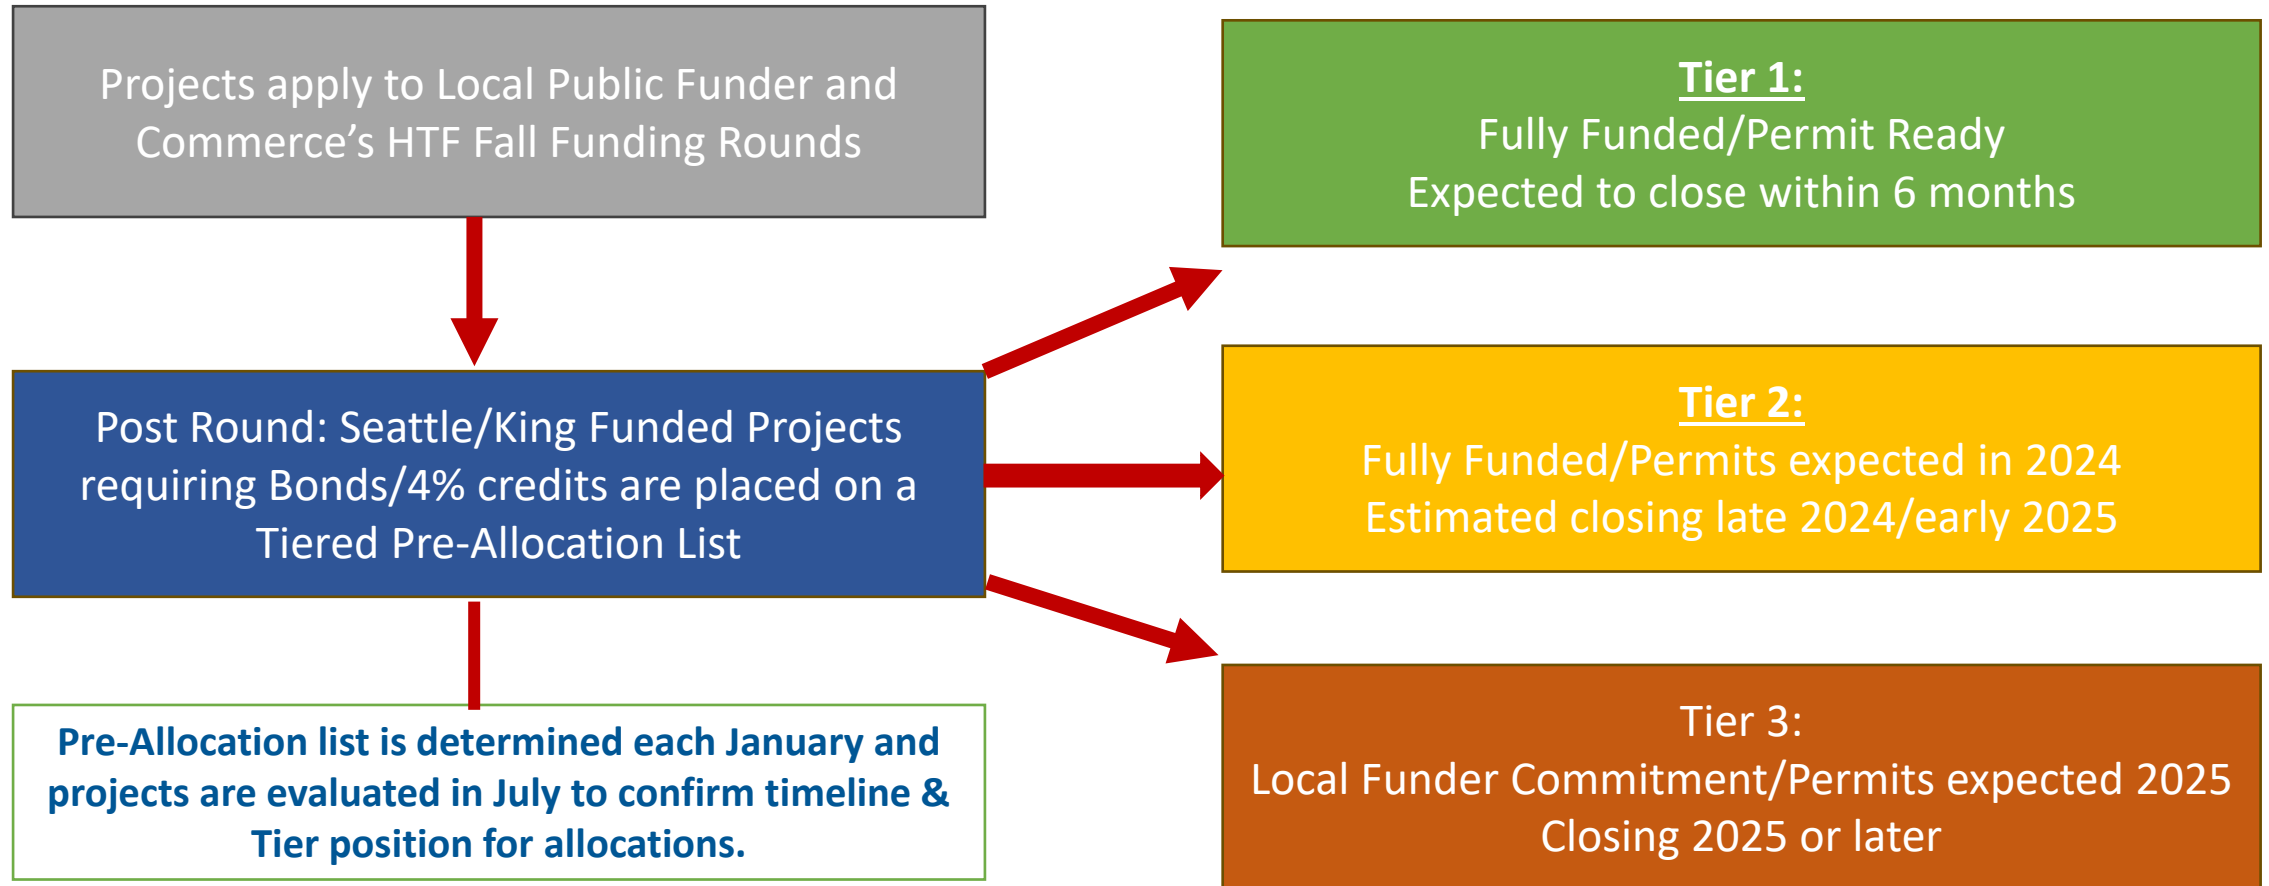 Projects apply to Local Public Funder and
Commerce’s HTF Fall Funding Rounds
Post Round: Seattle/King Funded Projects
requiring Bonds/4% credits are placed on a
Tiered Pre-Allocation List
Pre-Allocation list is determined each January and
projects are evaluated in July to confirm timeline &
Tier position for allocations.
Tier 1:
Fully Funded/Permit Ready
Expected to close within 6 months
Tier 2:
Fully Funded/Permits expected in 2024
Estimated closing late 2024/early 2025
Tier 3:
Local Funder Commitment/Permits expected 2025
Closing 2025 or later